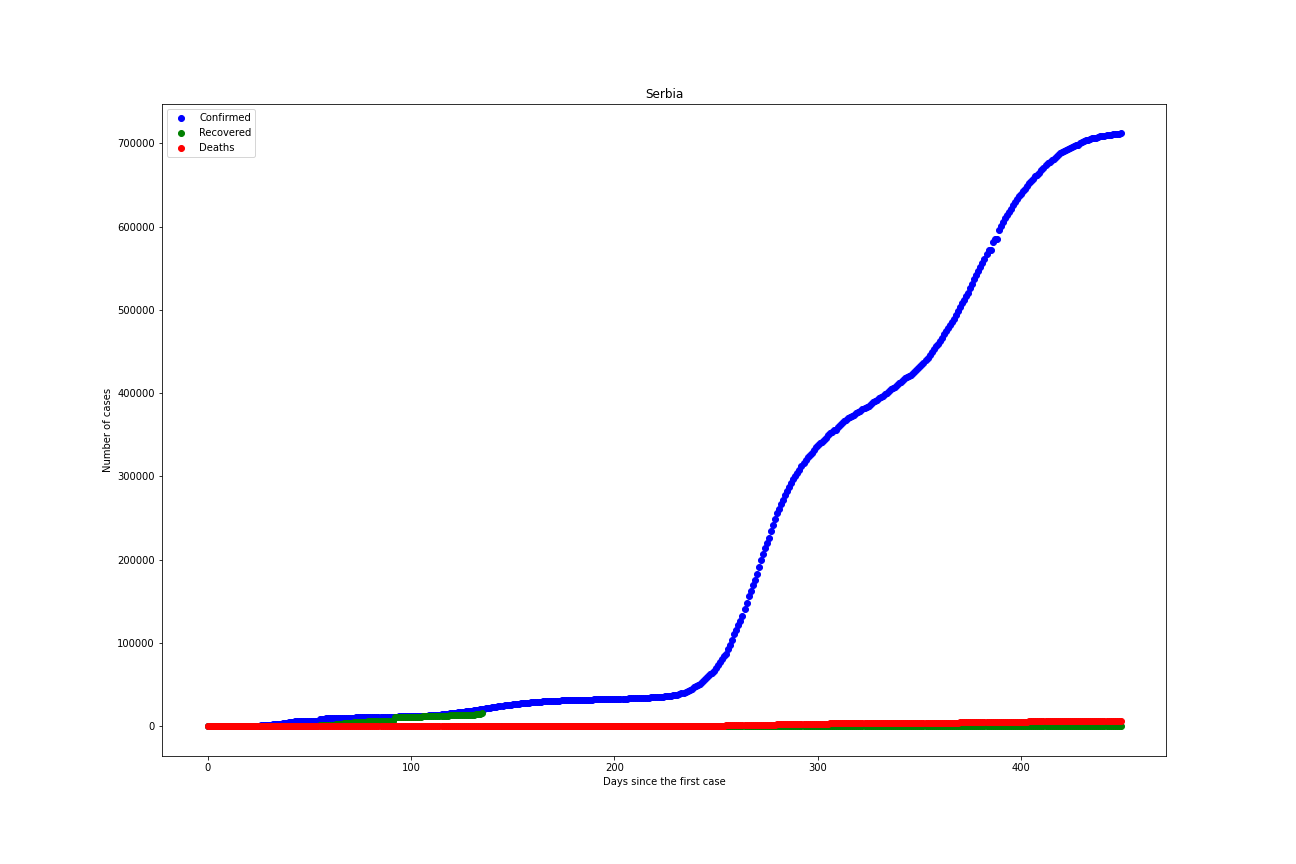 Serbia
Confirmed
Recovered
Deaths
700000
600000
500000
400000
300000
200000
100000
0
Number of cases
0 100 200 300 400
Days since the first case